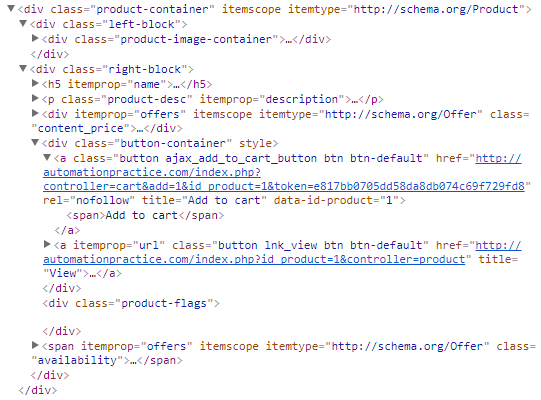 <div class="product-container" itemscope itemtype="http://schema.org/Product">
<div class="left-block">
<div class="product-image-container">…</div>
</div>
<div class="right-block">
<h5 itemprop="name">…</h5>
<p class="product-desc" itemprop="description">…</p>
<div itemprop="offers" itemscope itemtype="http://schema.org/Offer" class=
"content_price">…</div>
<div class="button-container" style>
<a class="button ajax_add_to_cart_button btn btn-default" href="http://
automationpractice.com/index.php?
controller=cart&add=1&id_product=1&token=e817bb0705dd58da8db074c69f729fd8"
rel="nofollow" title="Add to cart" data-id-product="1">
<span>Add to cart</span>
</a>
<a itemprop="url" class="button lnk_view btn btn-default" href="http://
automationpractice.com/index.php?id_product=1&controller=product" title=
"View">…</a>
</div>
<div class="product-flags">
</div>
<span itemprop="offers" itemscope itemtype="http://schema.org/Offer" class=
"availability">…</span>
</div>
</div>